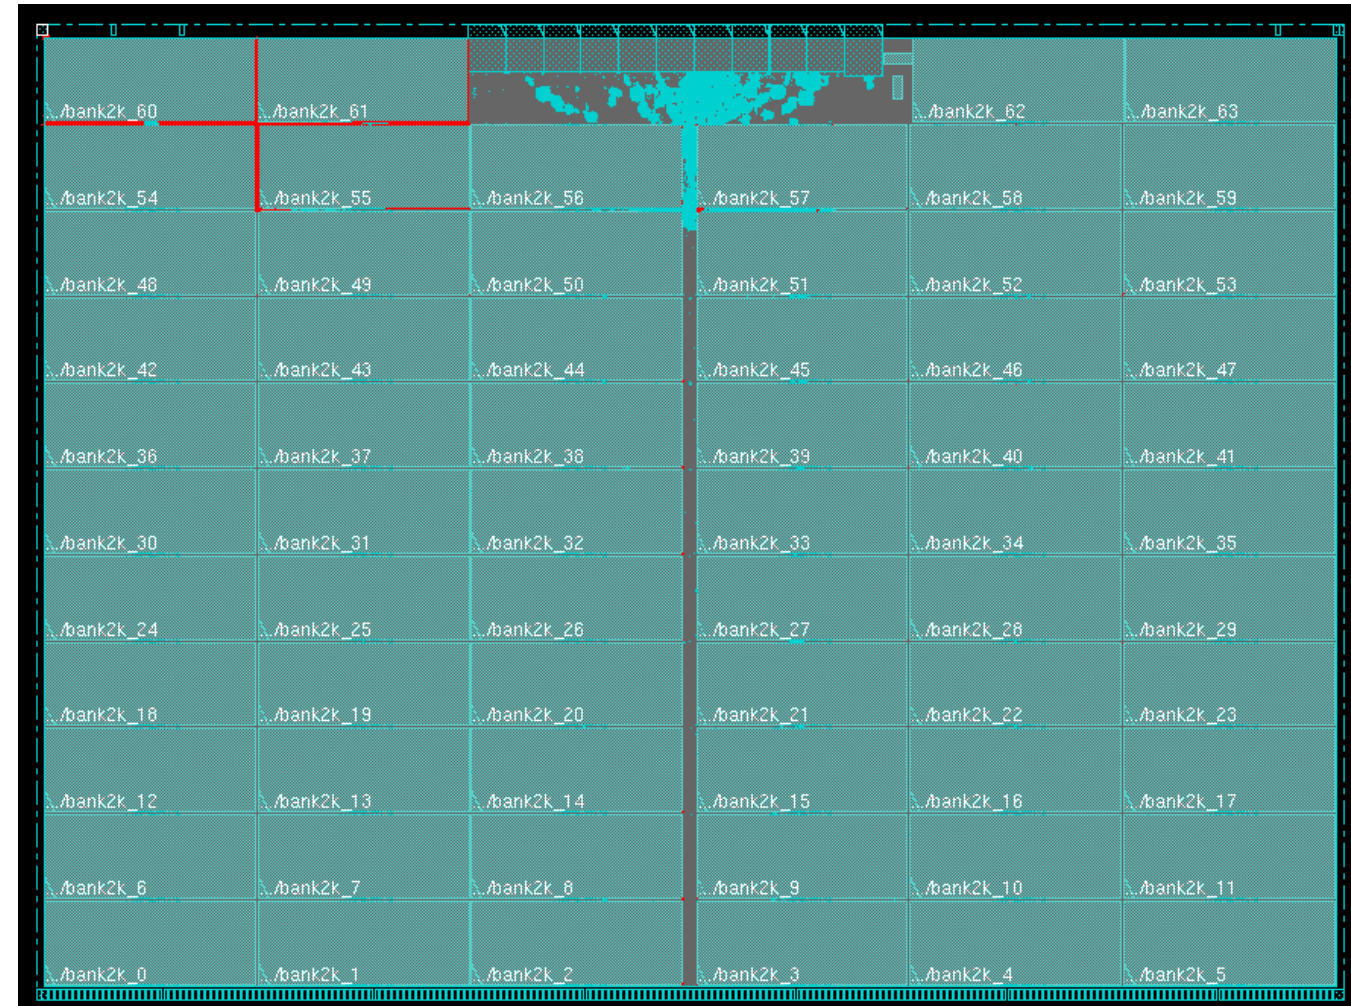 ../bank2k_60 ../bank2k_61 ../bank2k_62 ../bank2k_63
../bank2k_54 ../bank2k_55 ../bank2k_56 ../bank2k_57 ../bank2k_58 ../bank2k_59
../bank2k_48 ../bank2k_49 ../bank2k_50 ../bank2k_51 ../bank2k_52 ../bank2k_53
../bank2k_42 ../bank2k_43 ../bank2k_44 ../bank2k_45 ../bank2k_46 ../bank2k_47
../bank2k_36 ../bank2k_37 ../bank2k_38 ../bank2k_39 ../bank2k_40 ../bank2k_41
../bank2k_30 ../bank2k_31 ../bank2k_32 ../bank2k_33 ../bank2k_34 ../bank2k_35
../bank2k_24 ../bank2k_25 ../bank2k_26 ../bank2k_27 ../bank2k_28 ../bank2k_29
../bank2k_18 ../bank2k_19 ../bank2k_20 ../bank2k_21 ../bank2k_22 ../bank2k_23
../bank2k_12 ../bank2k_13 ../bank2k_14 ../bank2k_15 ../bank2k_16 ../bank2k_17
../bank2k_6 ../bank2k_7 ../bank2k_8 ../bank2k_9 ../bank2k_10 ../bank2k_11
../bank2k_0 ../bank2k_1 ../bank2k_2 ../bank2k_3 ../bank2k_4 ../bank2k_5